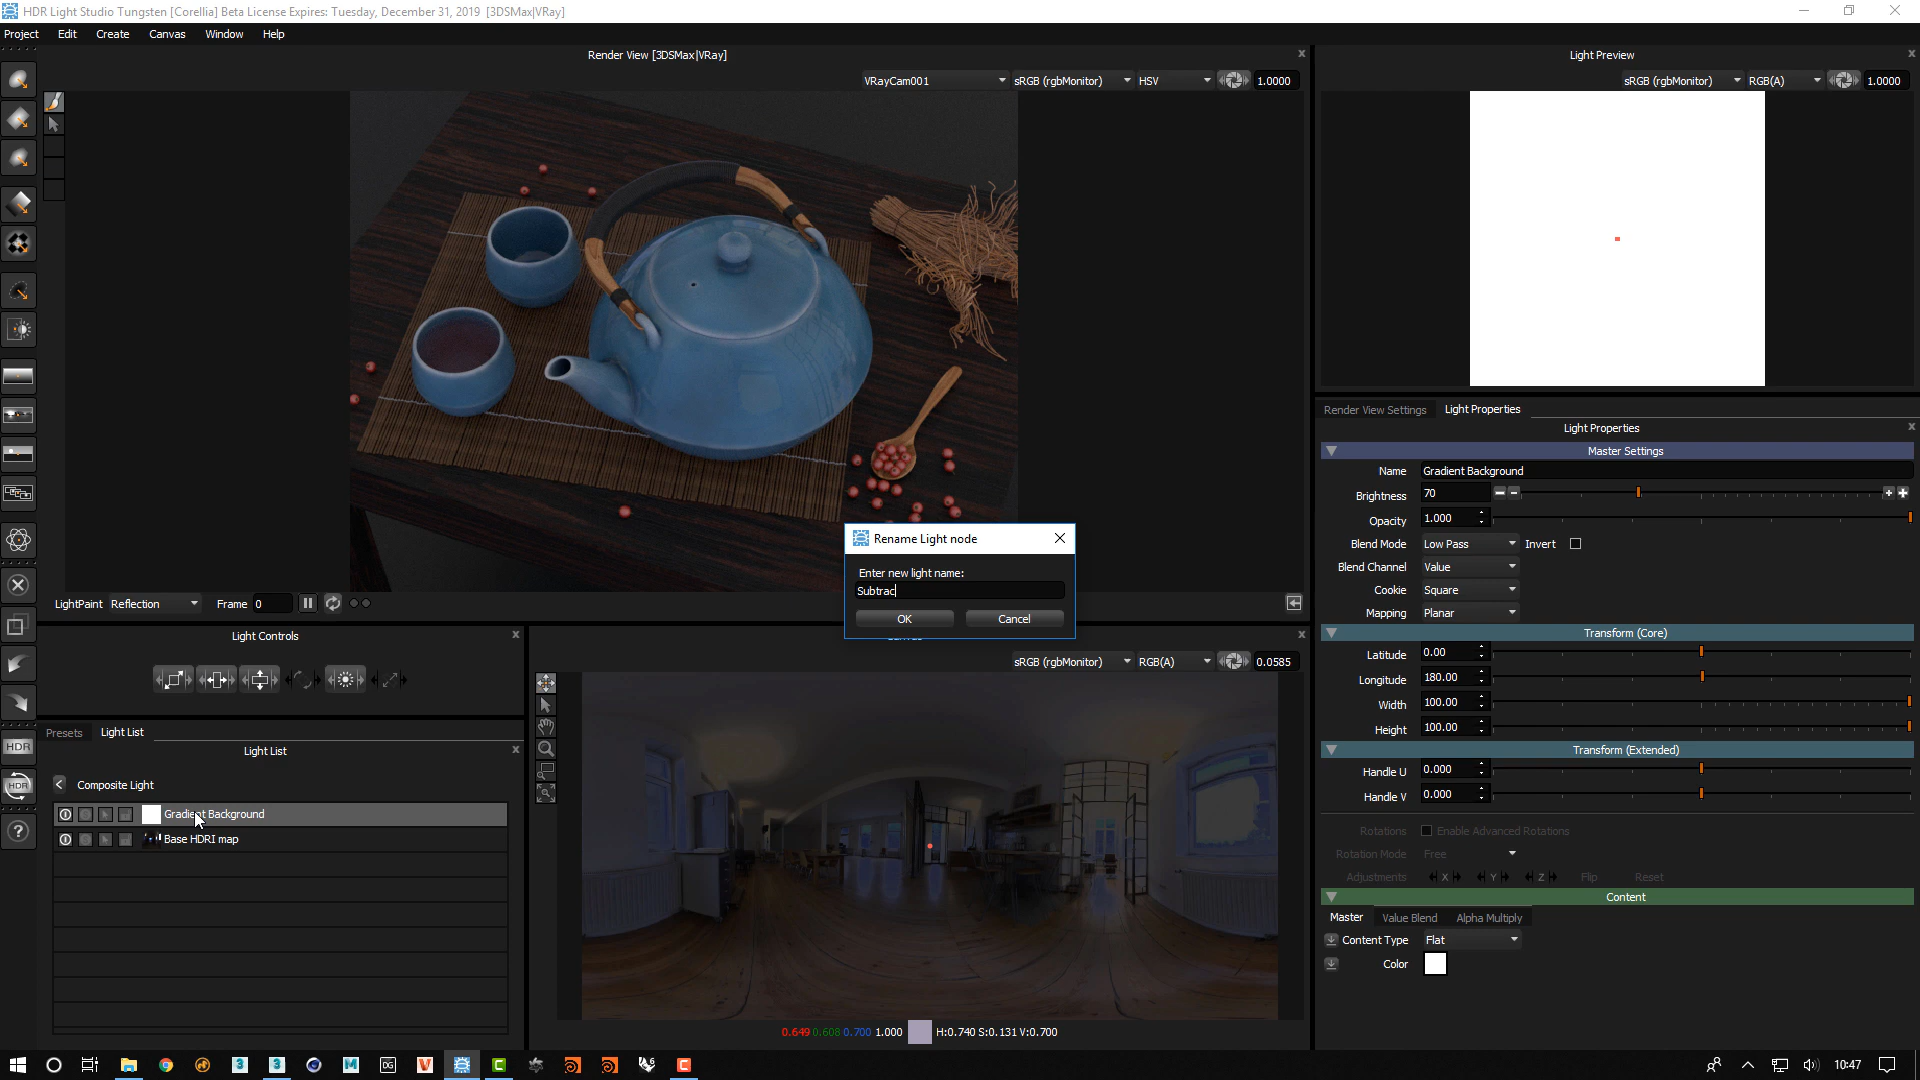 HDR Light Studio Tungsten [Corellia] Beta License Expires: Tuesday, December 31, 2019 [3DSMax|VRay]
Project Edit Create Canvas Window Help
Render View [3DSMax|VRay]
VRayCam001 sRGB (rgbMonitor) HSV 1.0000
Light Preview
sRGB (rgbMonitor) RGB(A) 1.0000
Render View Settings Light Properties
Light Properties
Master Settings
Name Gradient Background
Brightness 70
Opacity 1.000
Blend Mode Low Pass Invert
Blend Channel Value
Cookie Square
Mapping Planar
Transform (Core)
Latitude 0.00
Longitude 180.00
Width 100.00
Height 100.00
Transform (Extended)
Handle U 0.000
Handle V 0.000
Rotations Enable Advanced Rotations
Rotation Mode Free
Adjustments X Y Z Flip Reset
Content
Master Value Blend Alpha Multiply
Content Type Flat
Color
Rename Light node
Enter new light name:
Subtrac
OK Cancel
LightPaint Reflection Frame 0
Light Controls
Presets Light List
Light List
Composite Light
Gradient Background
Base HDRI map
sRGB (rgbMonitor) RGB(A) 0.0585
0.649 0.608 0.700 1.000 H:0.740 S:0.131 V:0.700
HDR
HDR
10:47